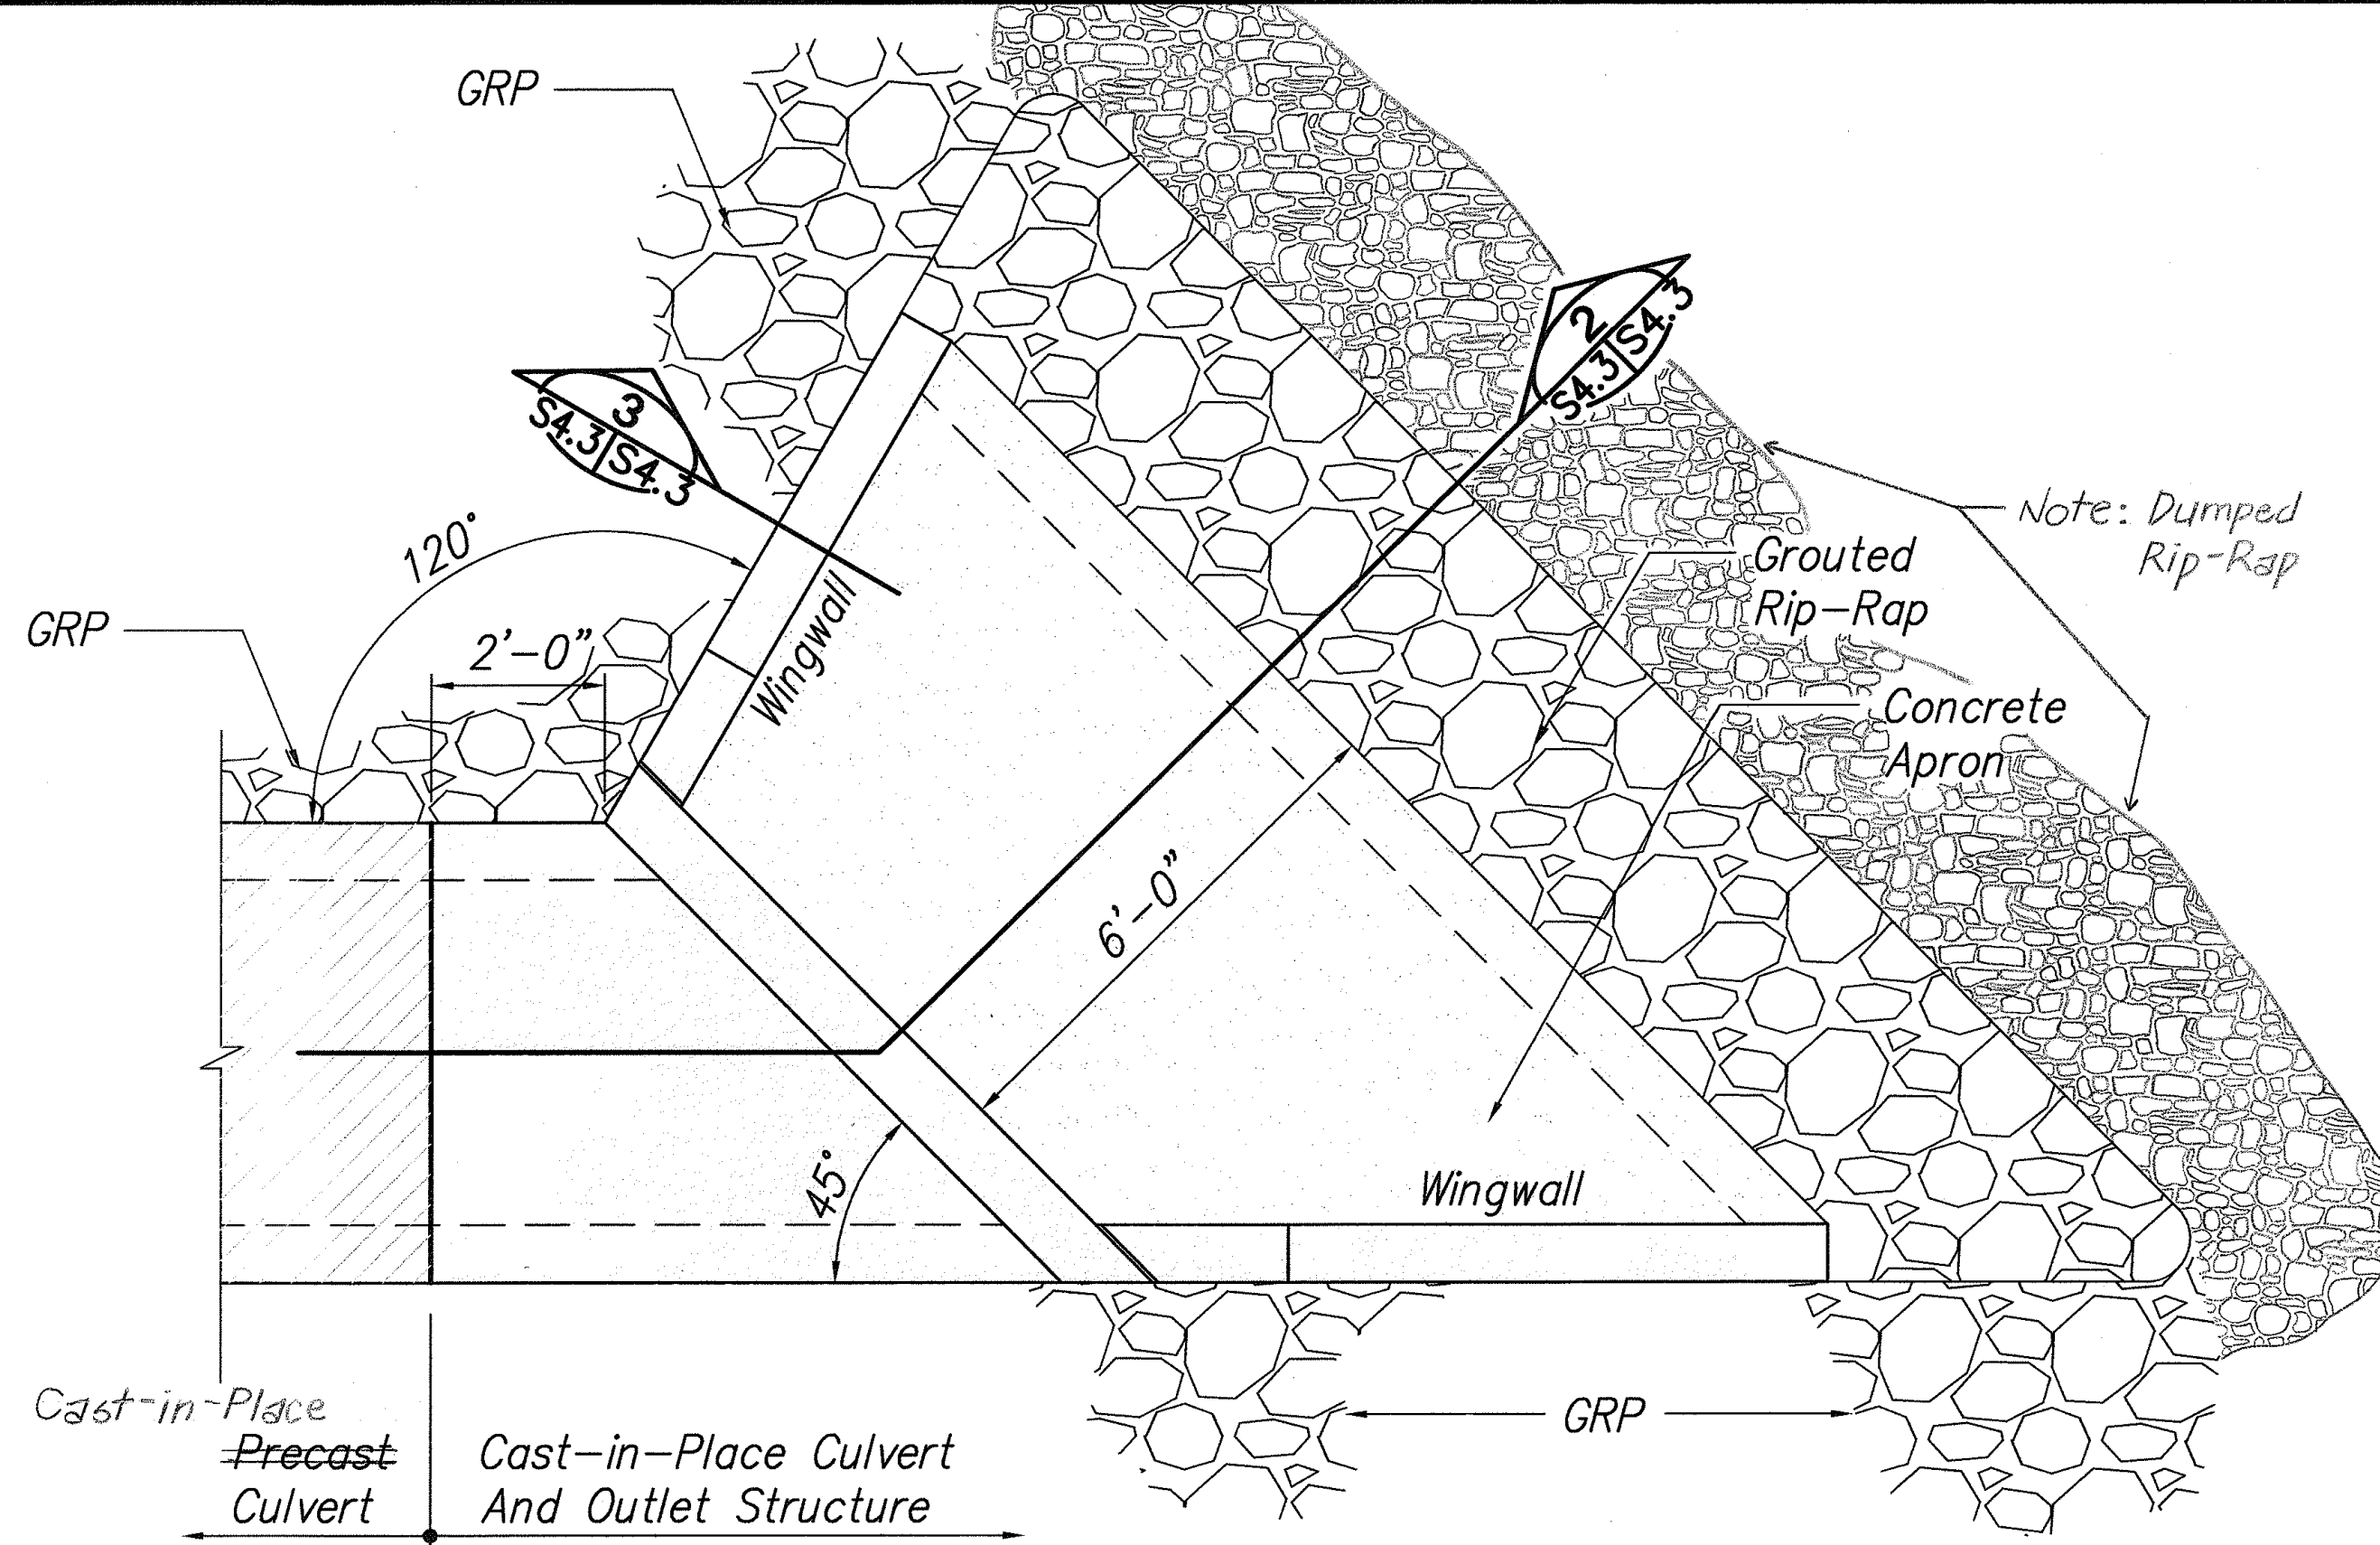 GRP
2
S4.3|S4.3
3
S4.3|S4.3
120°
Note: Dumped
Rip-Rap
Grouted
Rip-Rap
GRP
2'-0"
Wingwall
Concrete
Apron
6'-0"
45°
Wingwall
Cast-in-Place
Precast
Culvert
Cast-in-Place Culvert
And Outlet Structure
GRP